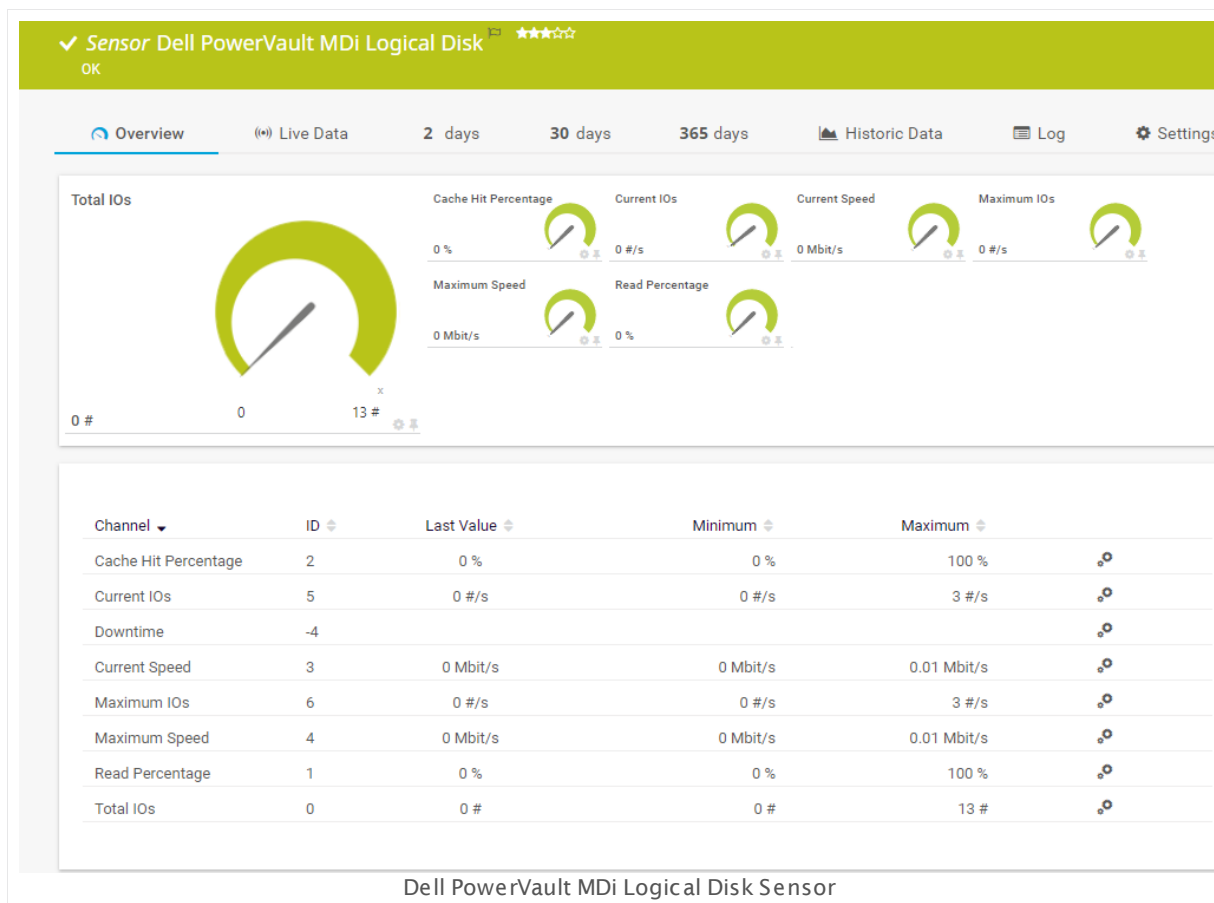 Sensor Dell PowerVault MDi Logical Disk
OK
Overview Live Data 2 days 30 days 365 days Historic Data Log Settings
Total IOs
0 #
0 13 #
x
Cache Hit Percentage
0 %
Current IOs
0 #/s
Current Speed
0 Mbit/s
Maximum IOs
0 #/s
Maximum Speed
0 Mbit/s
Read Percentage
0 %
Channel ID Last Value Minimum Maximum
Cache Hit Percentage 2 0 % 0 % 100 %
Current IOs 5 0 #/s 0 #/s 3 #/s
Downtime -4
Current Speed 3 0 Mbit/s 0 Mbit/s 0.01 Mbit/s
Maximum IOs 6 0 #/s 0 #/s 3 #/s
Maximum Speed 4 0 Mbit/s 0 Mbit/s 0.01 Mbit/s
Read Percentage 1 0 % 0 % 100 %
Total IOs 0 0 # 0 # 13 #
Dell PowerVault MDi Logical Disk Sensor